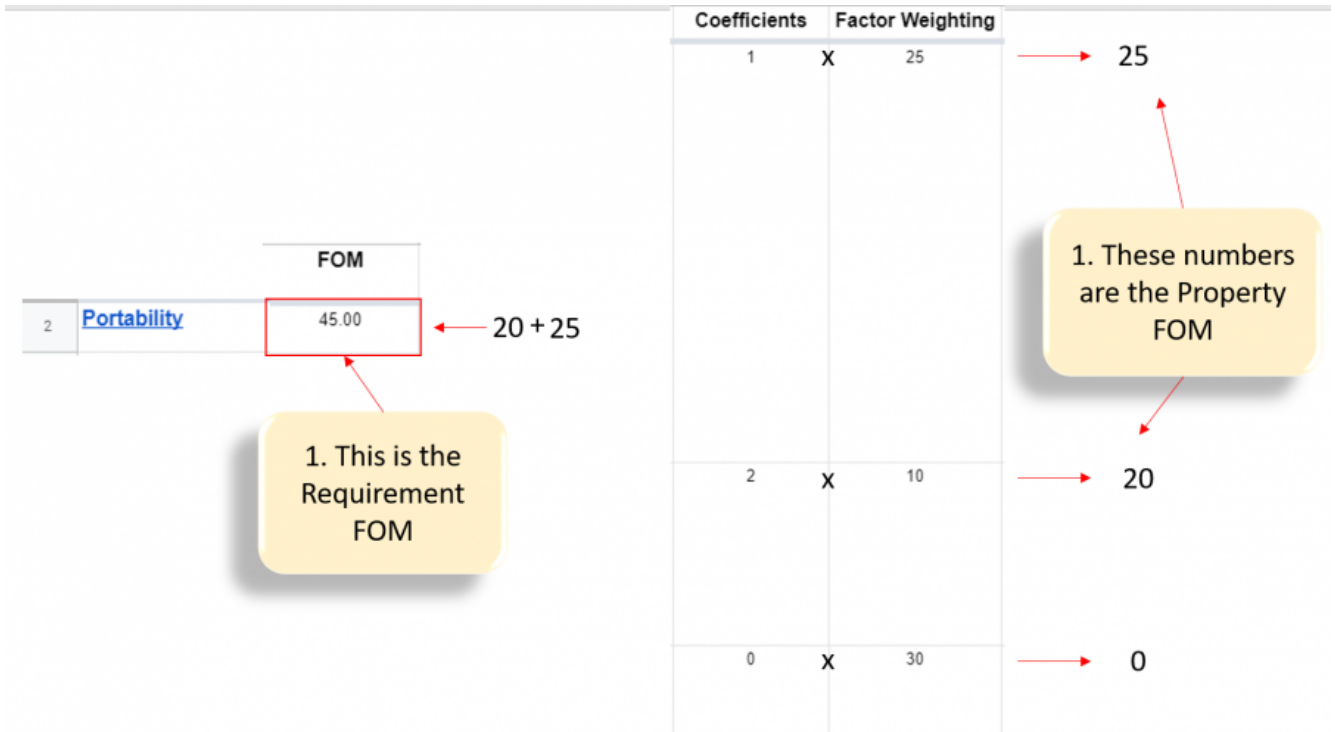 Coefficients Factor Weighting
1 X 25 25
1. These numbers
are the Property
FOM
FOM
2 Portability 45.00 20 + 25
1. This is the
Requirement
FOM
2 X 10 20
0 X 30 0